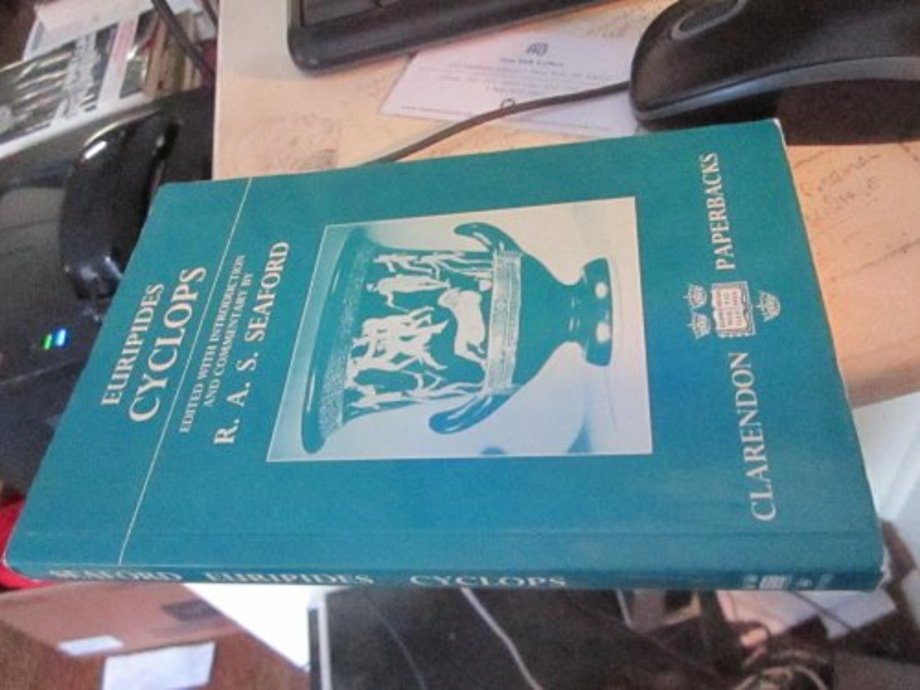 EURIPIDES
CYCLOPS
EDITED WITH INTRODUCTION
AND COMMENTARY BY
R. A. S. SEAFORD
CLARENDON PAPERBACKS
SEAFORD EURIPIDES CYCLOPS